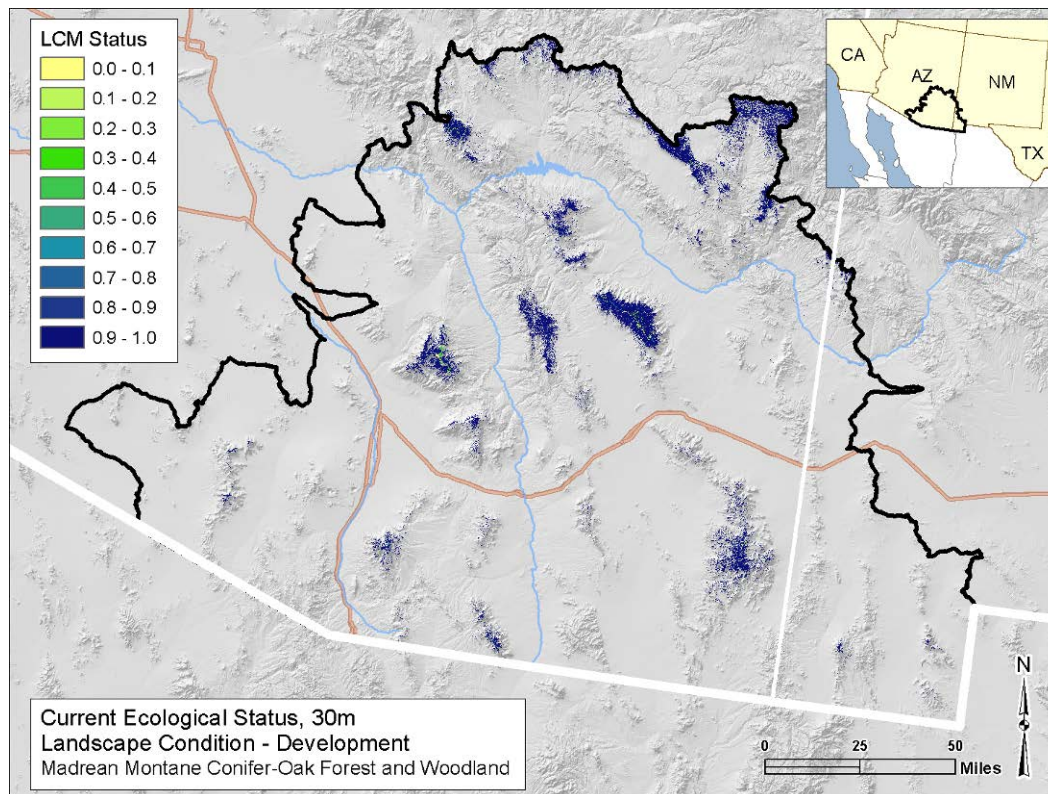 LCM Status
0.0 - 0.1
0.1 - 0.2
0.2 - 0.3
0.3 - 0.4
0.4 - 0.5
0.5 - 0.6
0.6 - 0.7
0.7 - 0.8
0.8 - 0.9
0.9 - 1.0
CA
AZ
NM
TX
Current Ecological Status, 30m
Landscape Condition - Development
Madrean Montane Conifer-Oak Forest and Woodland
0 25 50
Miles
N